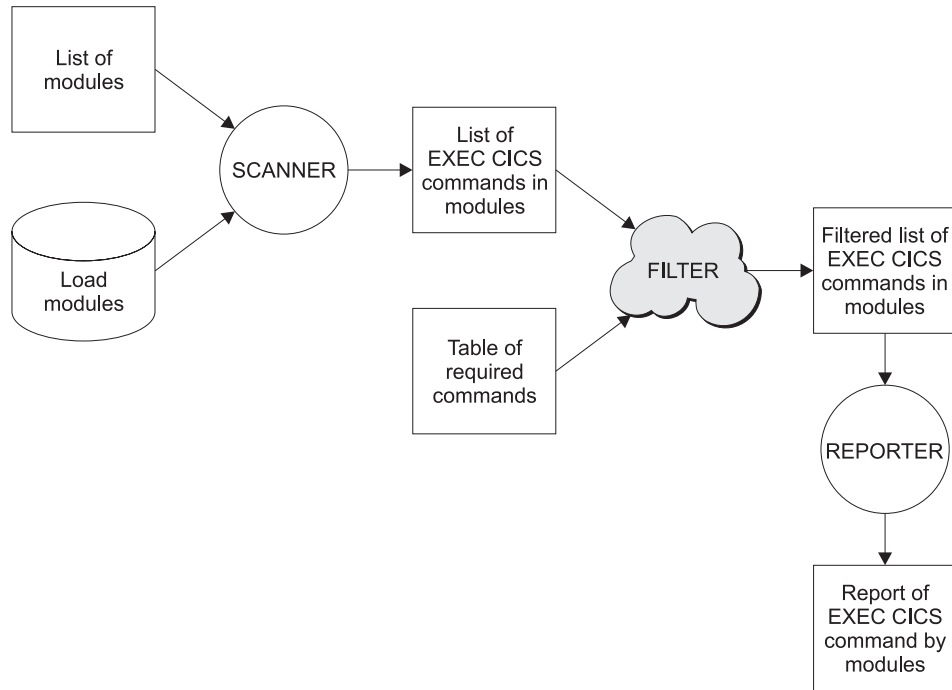 List of
modules
SCANNER
Load
modules
List of
EXEC CICS
commands in
modules
Table of
required
commands
FILTER
Filtered list of
EXEC CICS
commands in
modules
REPORTER
Report of
EXEC CICS
command by
modules